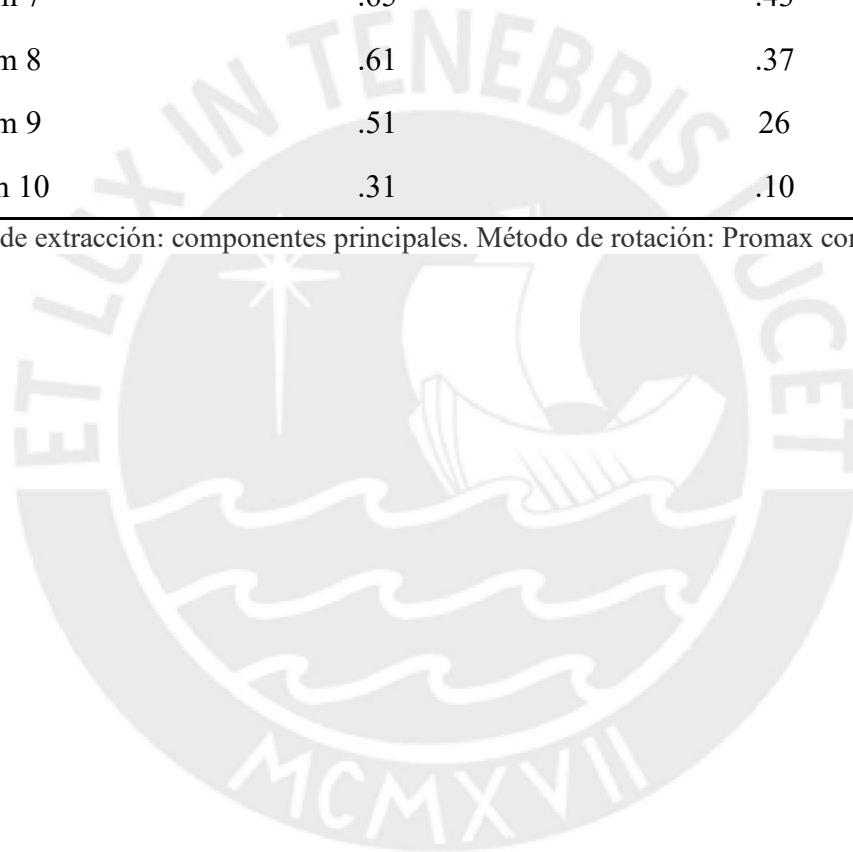 m 8 .61 .37
m 9 .51 26
n 10 .31 .10
de extracción: componentes principales. Método de rotación: Promax con
ET LUX IN TENEBRIS LUCET
MCMXVII